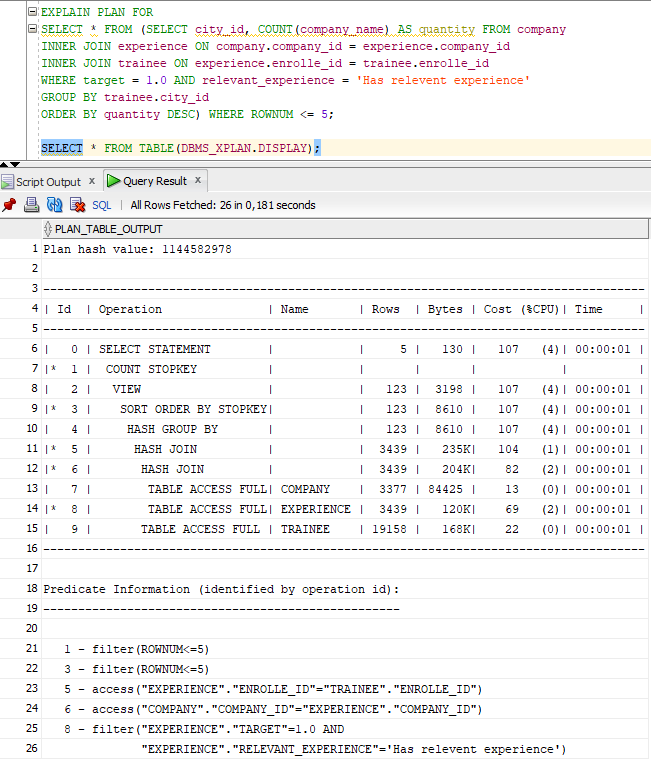 EXPLAIN PLAN FOR
SELECT * FROM (SELECT city_id, COUNT(company_name) AS quantity FROM company
INNER JOIN experience ON company.company_id = experience.company_id
INNER JOIN trainee ON experience.enrolle_id = trainee.enrolle_id
WHERE target = 1.0 AND relevant_experience = 'Has relevent experience'
GROUP BY trainee.city_id
ORDER BY quantity DESC) WHERE ROWNUM <= 5;
SELECT * FROM TABLE(DBMS_XPLAN.DISPLAY);
Script Output x Query Result x
SQL | All Rows Fetched: 26 in 0,181 seconds
PLAN_TABLE_OUTPUT
1 Plan hash value: 1144582978
2
3 --------------------------------------------------------------------------------------
4 | Id | Operation | Name | Rows | Bytes | Cost (%CPU)| Time |
5 --------------------------------------------------------------------------------------
6 | 0 | SELECT STATEMENT | | 5 | 130 | 107 (4)| 00:00:01 |
7 |* 1 | COUNT STOPKEY | | | | | |
8 | 2 | VIEW | | 123 | 3198 | 107 (4)| 00:00:01 |
9 |* 3 | SORT ORDER BY STOPKEY| | 123 | 8610 | 107 (4)| 00:00:01 |
10 | 4 | HASH GROUP BY | | 123 | 8610 | 107 (4)| 00:00:01 |
11 |* 5 | HASH JOIN | | 3439 | 235K| 104 (1)| 00:00:01 |
12 |* 6 | HASH JOIN | | 3439 | 204K| 82 (2)| 00:00:01 |
13 | 7 | TABLE ACCESS FULL| COMPANY | 3377 | 84425 | 13 (0)| 00:00:01 |
14 |* 8 | TABLE ACCESS FULL| EXPERIENCE | 3439 | 120K| 69 (2)| 00:00:01 |
15 | 9 | TABLE ACCESS FULL | TRAINEE | 19158 | 168K| 22 (0)| 00:00:01 |
16 --------------------------------------------------------------------------------------
17
18 Predicate Information (identified by operation id):
19 ---------------------------------------------------
20
21 1 - filter(ROWNUM<=5)
22 3 - filter(ROWNUM<=5)
23 5 - access("EXPERIENCE"."ENROLLE_ID"="TRAINEE"."ENROLLE_ID")
24 6 - access("COMPANY"."COMPANY_ID"="EXPERIENCE"."COMPANY_ID")
25 8 - filter("EXPERIENCE"."TARGET"=1.0 AND
26 "EXPERIENCE"."RELEVANT_EXPERIENCE"='Has relevent experience')